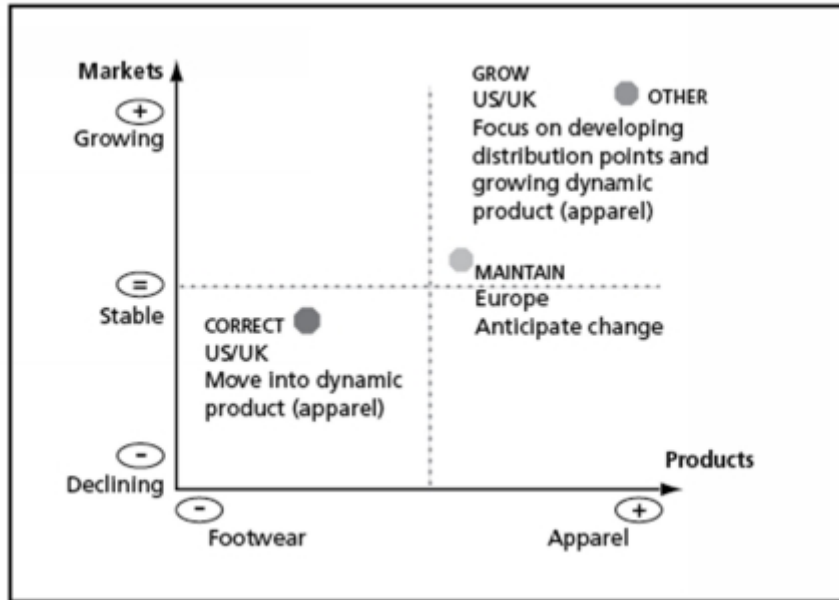 Markets
+
Growing
=
Stable
-
Declining
GROW
US/UK
OTHER
Focus on developing
distribution points and
growing dynamic
product (apparel)
MAINTAIN
Europe
Anticipate change
CORRECT
US/UK
Move into dynamic
product (apparel)
Products
-
Footwear
+
Apparel